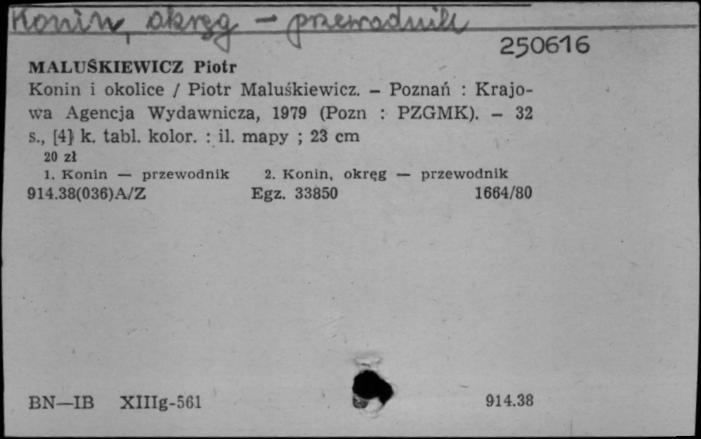 Konin, okręg - przewodnik
250616
MALUŚKIEWICZ Piotr
Konin i okolice / Piotr Maluśkiewicz. – Poznań : Krajo-
wa Agencja Wydawnicza, 1979 (Pozn : PZGMK). – 32
s., [4] k. tabl. kolor. : il. mapy ; 23 cm
20 zł
1. Konin — przewodnik 2. Konin, okręg — przewodnik
914.38(036)A/Z Egz. 33850 1664/80
BN—IB XIIIg-561 914.38